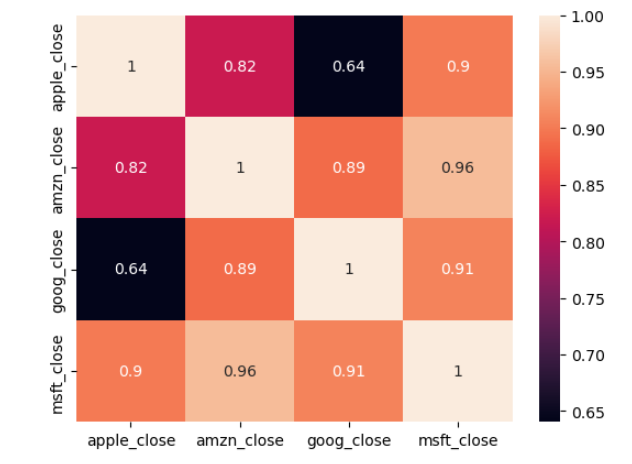 apple_close 1 0.82 0.64 0.9
amzn_close 0.82 1 0.89 0.96
goog_close 0.64 0.89 1 0.91
msft_close 0.9 0.96 0.91 1
apple_close amzn_close goog_close msft_close
1.00
0.95
0.90
0.85
0.80
0.75
0.70
0.65